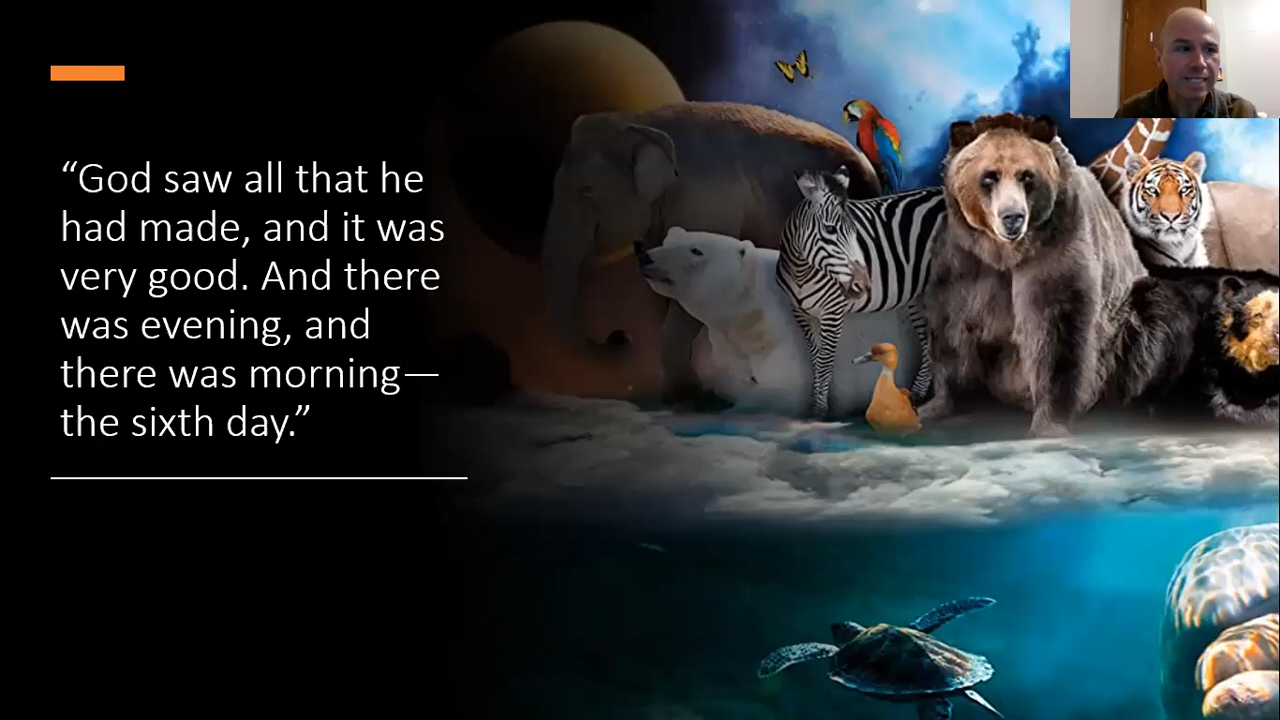 “God saw all that he
had made, and it was
very good. And there
was evening, and
there was morning—
the sixth day.”